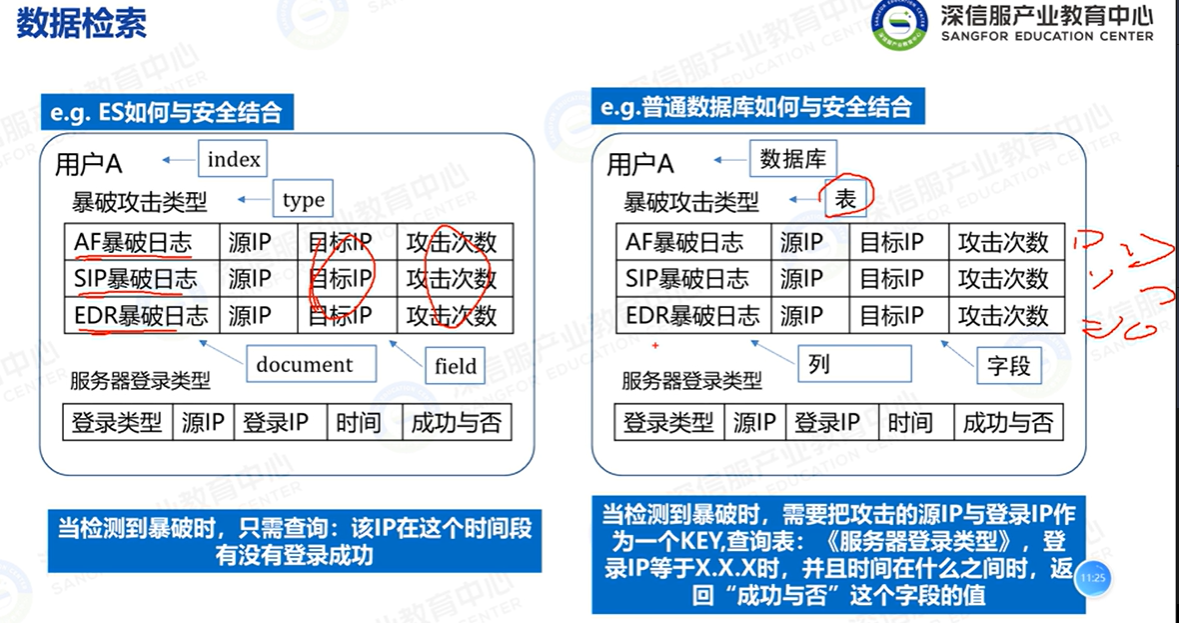 数据检索
深信服产业教育中心
SANGFOR EDUCATION CENTER
e.g. ES如何与安全结合
用户A
index
暴破攻击类型
type
AF暴破日志 源IP 目标IP 攻击次数
SIP暴破日志 源IP 目标IP 攻击次数
EDR暴破日志 源IP 目标IP 攻击次数
document
field
服务器登录类型
登录类型 源IP 登录IP 时间 成功与否
当检测到暴破时，只需查询：该IP在这个时间段
有没有登录成功
e.g.普通数据库如何与安全结合
用户A
数据库
暴破攻击类型
表
AF暴破日志 源IP 目标IP 攻击次数
SIP暴破日志 源IP 目标IP 攻击次数
EDR暴破日志 源IP 目标IP 攻击次数
列
字段
服务器登录类型
登录类型 源IP 登录IP 时间 成功与否
当检测到暴破时，需要把攻击的源IP与登录IP作
为一个KEY,查询表：《服务器登录类型》，登
录IP等于X.X.X时，并且时间在什么之间时，返
回“成功与否”这个字段的值
11:25